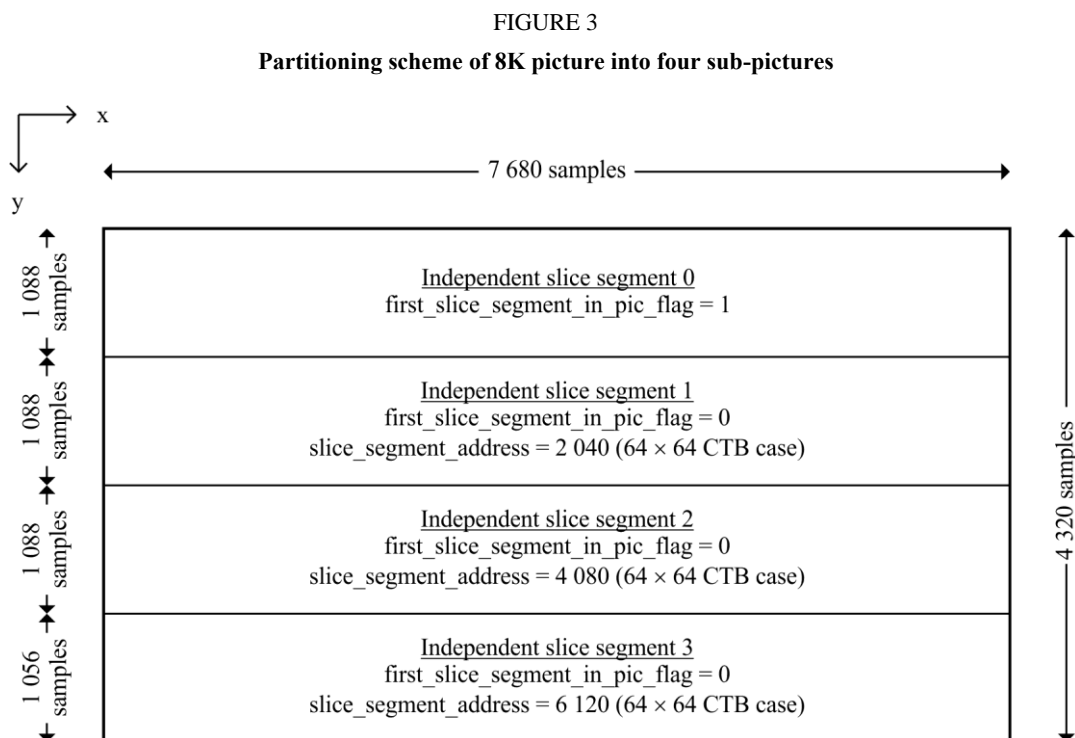 FIGURE 3
Partitioning scheme of 8K picture into four sub-pictures
x
y
7 680 samples
1 088
samples
Independent slice segment 0
first_slice_segment_in_pic_flag = 1
1 088
samples
Independent slice segment 1
first_slice_segment_in_pic_flag = 0
slice_segment_address = 2 040 (64 × 64 CTB case)
1 088
samples
Independent slice segment 2
first_slice_segment_in_pic_flag = 0
slice_segment_address = 4 080 (64 × 64 CTB case)
1 056
samples
Independent slice segment 3
first_slice_segment_in_pic_flag = 0
slice_segment_address = 6 120 (64 × 64 CTB case)
4 320 samples